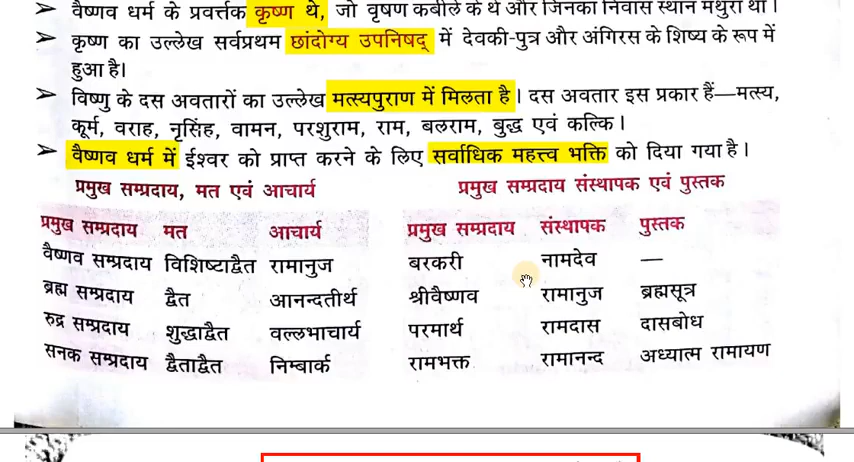 ➤ वैष्णव धर्म के प्रवर्त्तक कृष्ण थे, जो वृषण कबीले के थे और जिनका निवास स्थान मथुरा था।
➤ कृष्ण का उल्लेख सर्वप्रथम छांदोग्य उपनिषद् में देवकी-पुत्र और अंगिरस के शिष्य के रूप में
हुआ है।
➤ विष्णु के दस अवतारों का उल्लेख मत्स्यपुराण में मिलता है। दस अवतार इस प्रकार हैं—मत्स्य,
कूर्म, वराह, नृसिंह, वामन, परशुराम, राम, बलराम, बुद्ध एवं कल्कि।
➤ वैष्णव धर्म में ईश्वर को प्राप्त करने के लिए सर्वाधिक महत्त्व भक्ति को दिया गया है।
प्रमुख सम्प्रदाय, मत एवं आचार्य
प्रमुख सम्प्रदाय मत आचार्य
वैष्णव सम्प्रदाय विशिष्टाद्वैत रामानुज
ब्रह्म सम्प्रदाय द्वैत आनन्दतीर्थ
रुद्र सम्प्रदाय शुद्धाद्वैत वल्लभाचार्य
सनक सम्प्रदाय द्वैताद्वैत निम्बार्क
प्रमुख सम्प्रदाय संस्थापक एवं पुस्तक
प्रमुख सम्प्रदाय संस्थापक पुस्तक
बरकरी नामदेव —
श्रीवैष्णव रामानुज ब्रह्मसूत्र
परमार्थ रामदास दासबोध
रामभक्त रामानन्द अध्यात्म रामायण